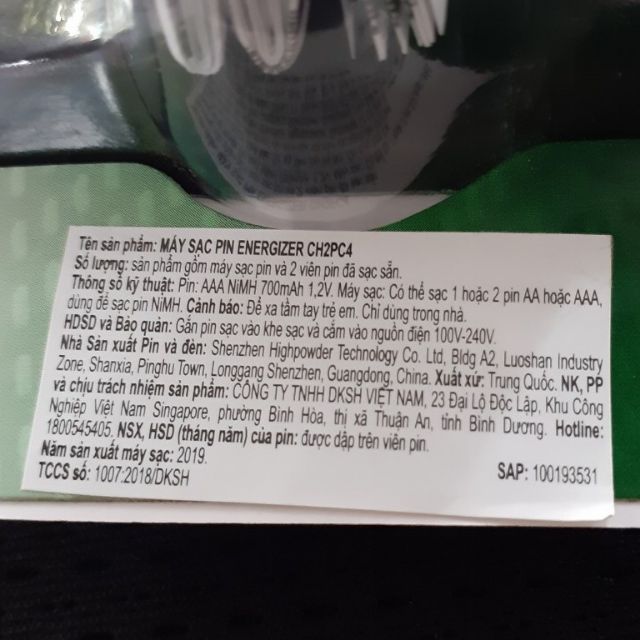 Tên sản phẩm: MÁY SẠC PIN ENERGIZER CH2PC4
Số lượng: sản phẩm gồm máy sạc pin và 2 viên pin đã sạc sẵn.
Thông số kỹ thuật: Pin: AAA NiMH 700mAh 1,2V. Máy sạc: Có thể sạc 1 hoặc 2 pin AA hoặc AAA,
dùng để sạc pin NiMH. Cảnh báo: Để xa tầm tay trẻ em. Chỉ dùng trong nhà.
HDSD và Bảo quản: Gắn pin sạc vào khe sạc và cắm vào nguồn điện 100V-240V.
Nhà Sản xuất Pin và đèn: Shenzhen Highpowder Technology Co. Ltd, Bldg A2, Luoshan Industry
Zone, Shanxia, Pinghu Town, Longgang Shenzhen, Guangdong, China. Xuất xứ: Trung Quốc. NK, PP
và chịu trách nhiệm sản phẩm: CÔNG TY TNHH DKSH VIỆT NAM, 23 Đại Lộ Độc Lập, Khu Công
Nghiệp Việt Nam Singapore, phường Bình Hòa, thị xã Thuận An, tỉnh Bình Dương. Hotline:
1800545405. NSX, HSD (tháng năm) của pin: được dập trên viên pin.
Năm sản xuất máy sạc: 2019.
TCCS số: 1007:2018/DKSH SAP: 100193531